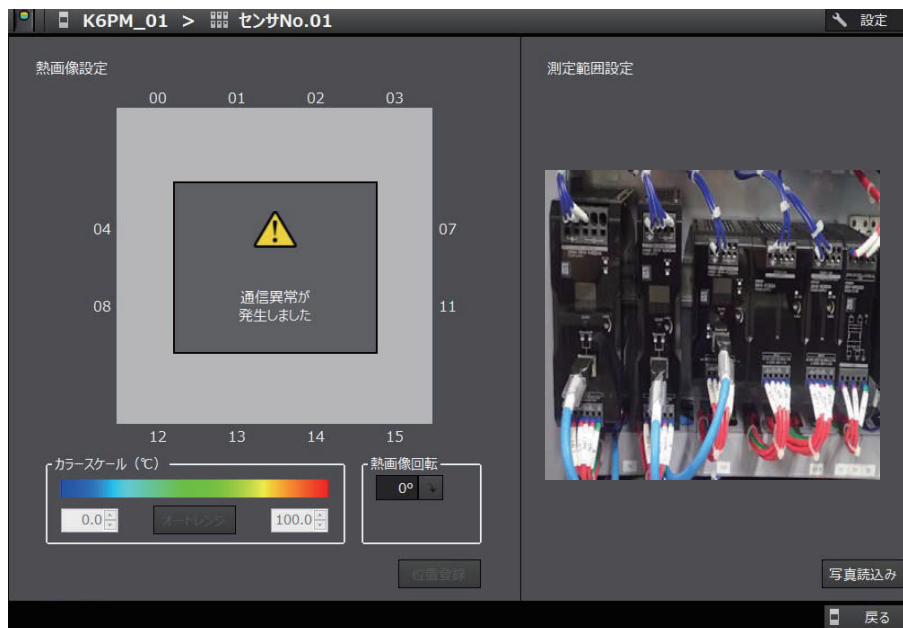 K6PM_01 > センサNo.01
設定
熱画像設定
測定範囲設定
00 01 02 03
04 07
通信異常が
発生しました
08 11
12 13 14 15
カラースケール（℃）
熱画像回転
0°
0.0 オートレンジ 100.0
位置登録
写真読込み
戻る